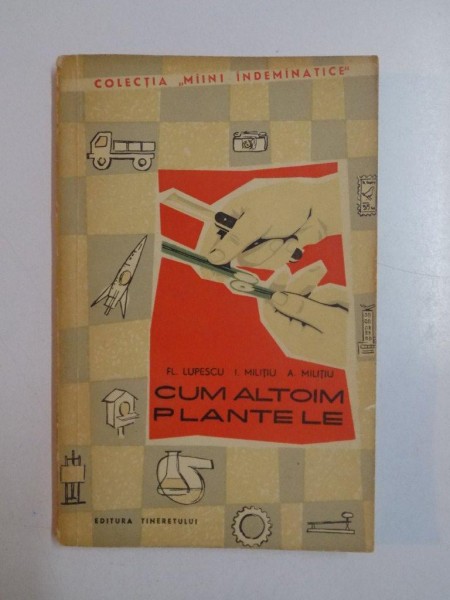 COLECȚIA „MÎINI ÎNDEMÎNATICE"
FL. LUPESCU I. MILIȚIU A. MILIȚIU
CUM ALTOIM
PLANTELE
EDITURA TINERETULUI